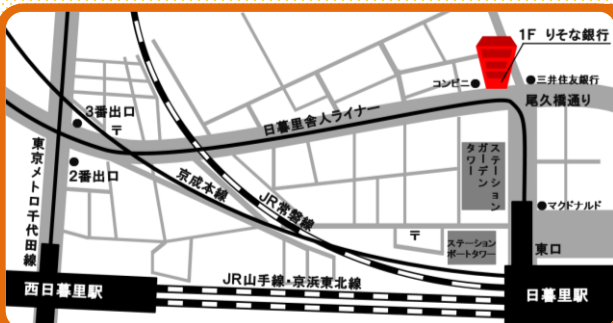 1F りそな銀行
コンビニ
三井住友銀行
尾久橋通り
3番出口
〒
日暮里舎人ライナー
2番出口
東京メトロ千代田線
京成本線
JR常盤線
ステーション
ガーデン
タワー
マクドナルド
〒
ステーション
ポートタワー
東口
JR山手線・京浜東北線
西日暮里駅
日暮里駅